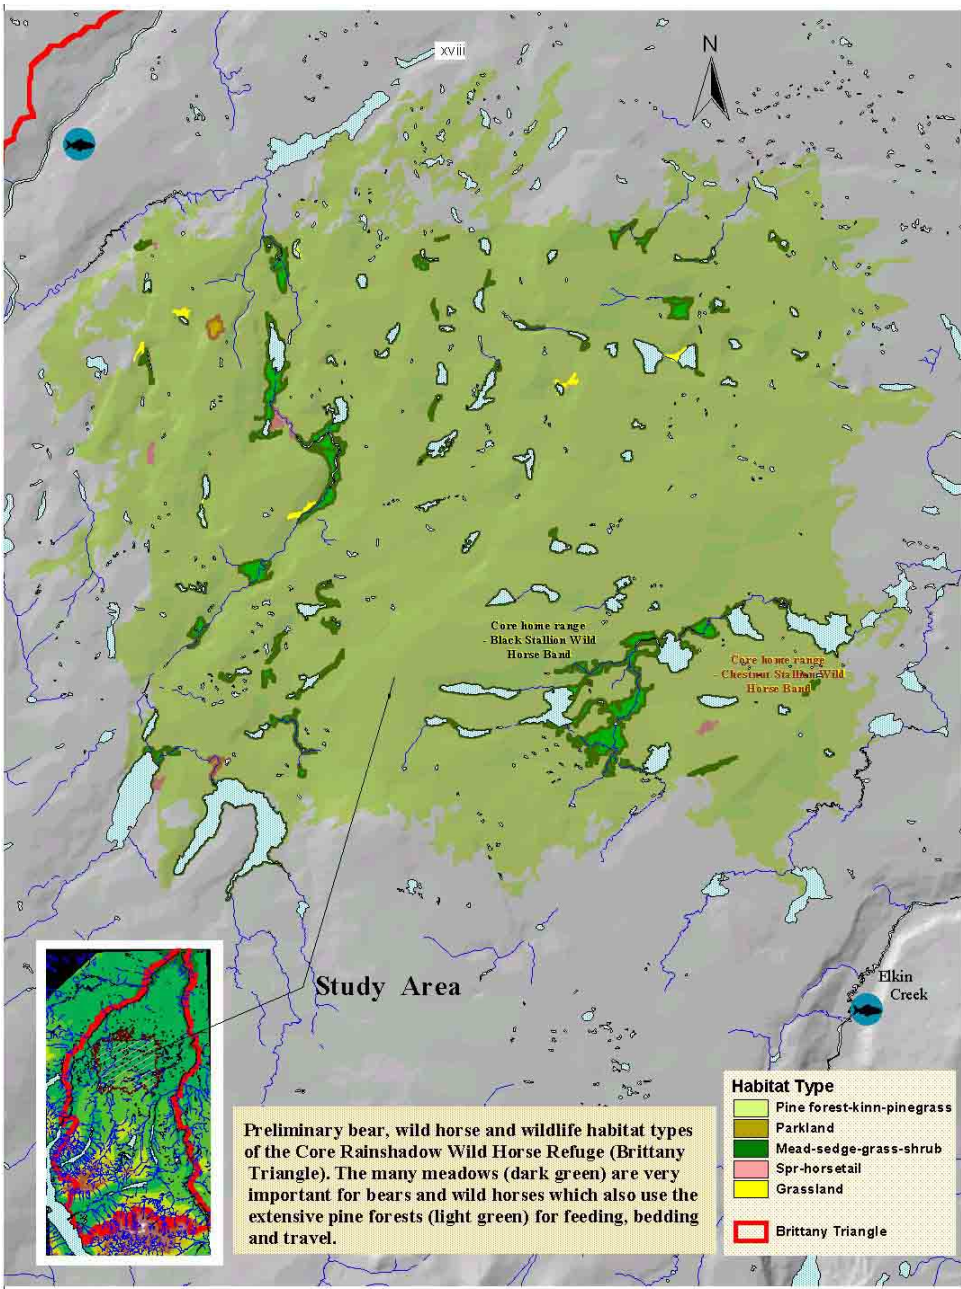 XVIII
N
Core home range
- Black Stallion Wild
Horse Band
Core home range
- Chestnut Stallion Wild
Horse Band
Study Area
Elkin
Creek
Habitat Type
Pine forest-kinn-pinegrass
Parkland
Mead-sedge-grass-shrub
Spr-horsetail
Grassland
Brittany Triangle
Preliminary bear, wild horse and wildlife habitat types
of the Core Rainshadow Wild Horse Refuge (Brittany
Triangle). The many meadows (dark green) are very
important for bears and wild horses which also use the
extensive pine forests (light green) for feeding, bedding
and travel.